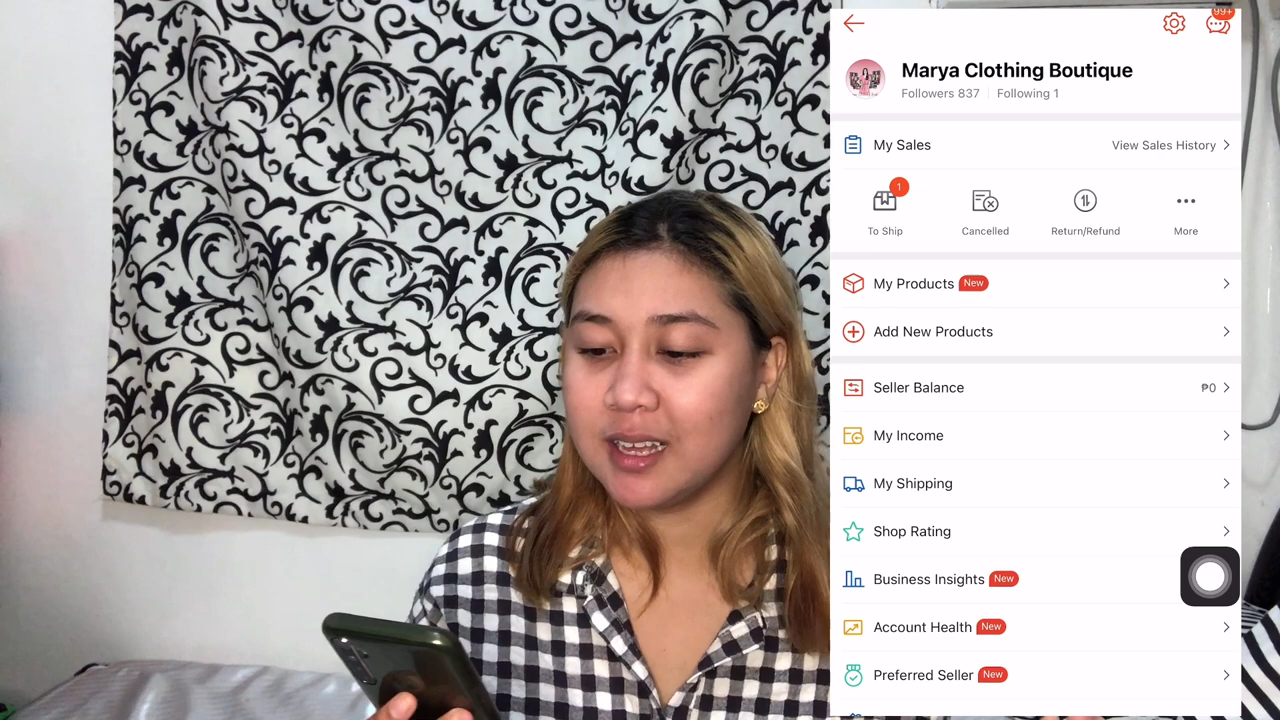 99+
Marya Clothing Boutique
Followers 837 | Following 1
My Sales
View Sales History
1
To Ship
Cancelled
Return/Refund
More
My Products New
Add New Products
Seller Balance
₱0
My Income
My Shipping
Shop Rating
Business Insights New
Account Health New
Preferred Seller New